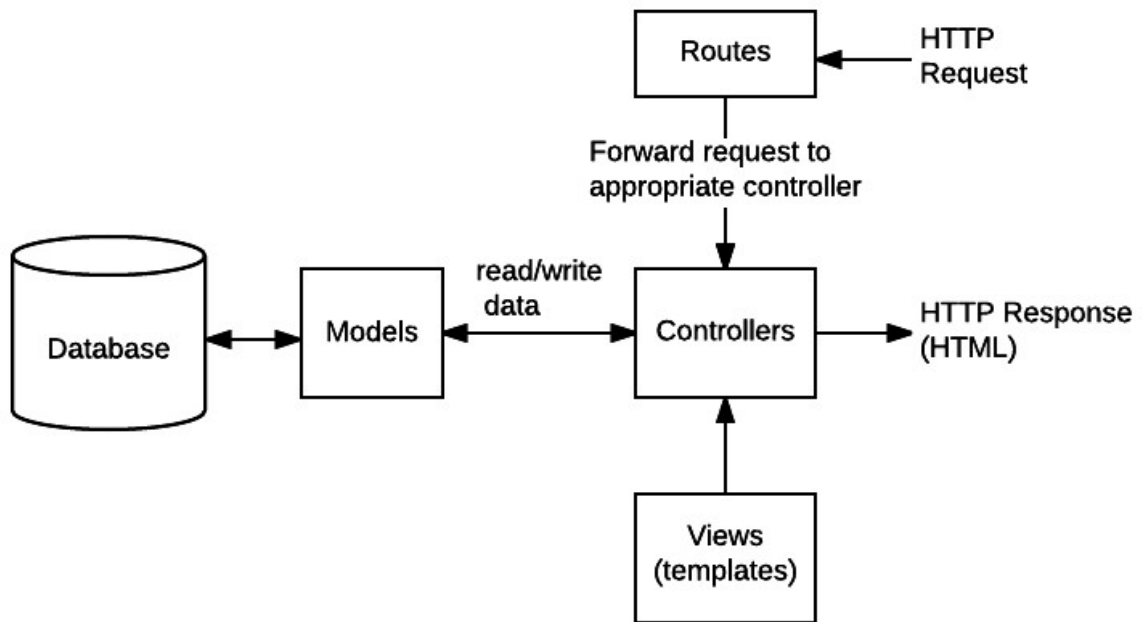 Routes
HTTP
Request
Forward request to
appropriate controller
Database
Models
read/write
data
Controllers
HTTP Response
(HTML)
Views
(templates)